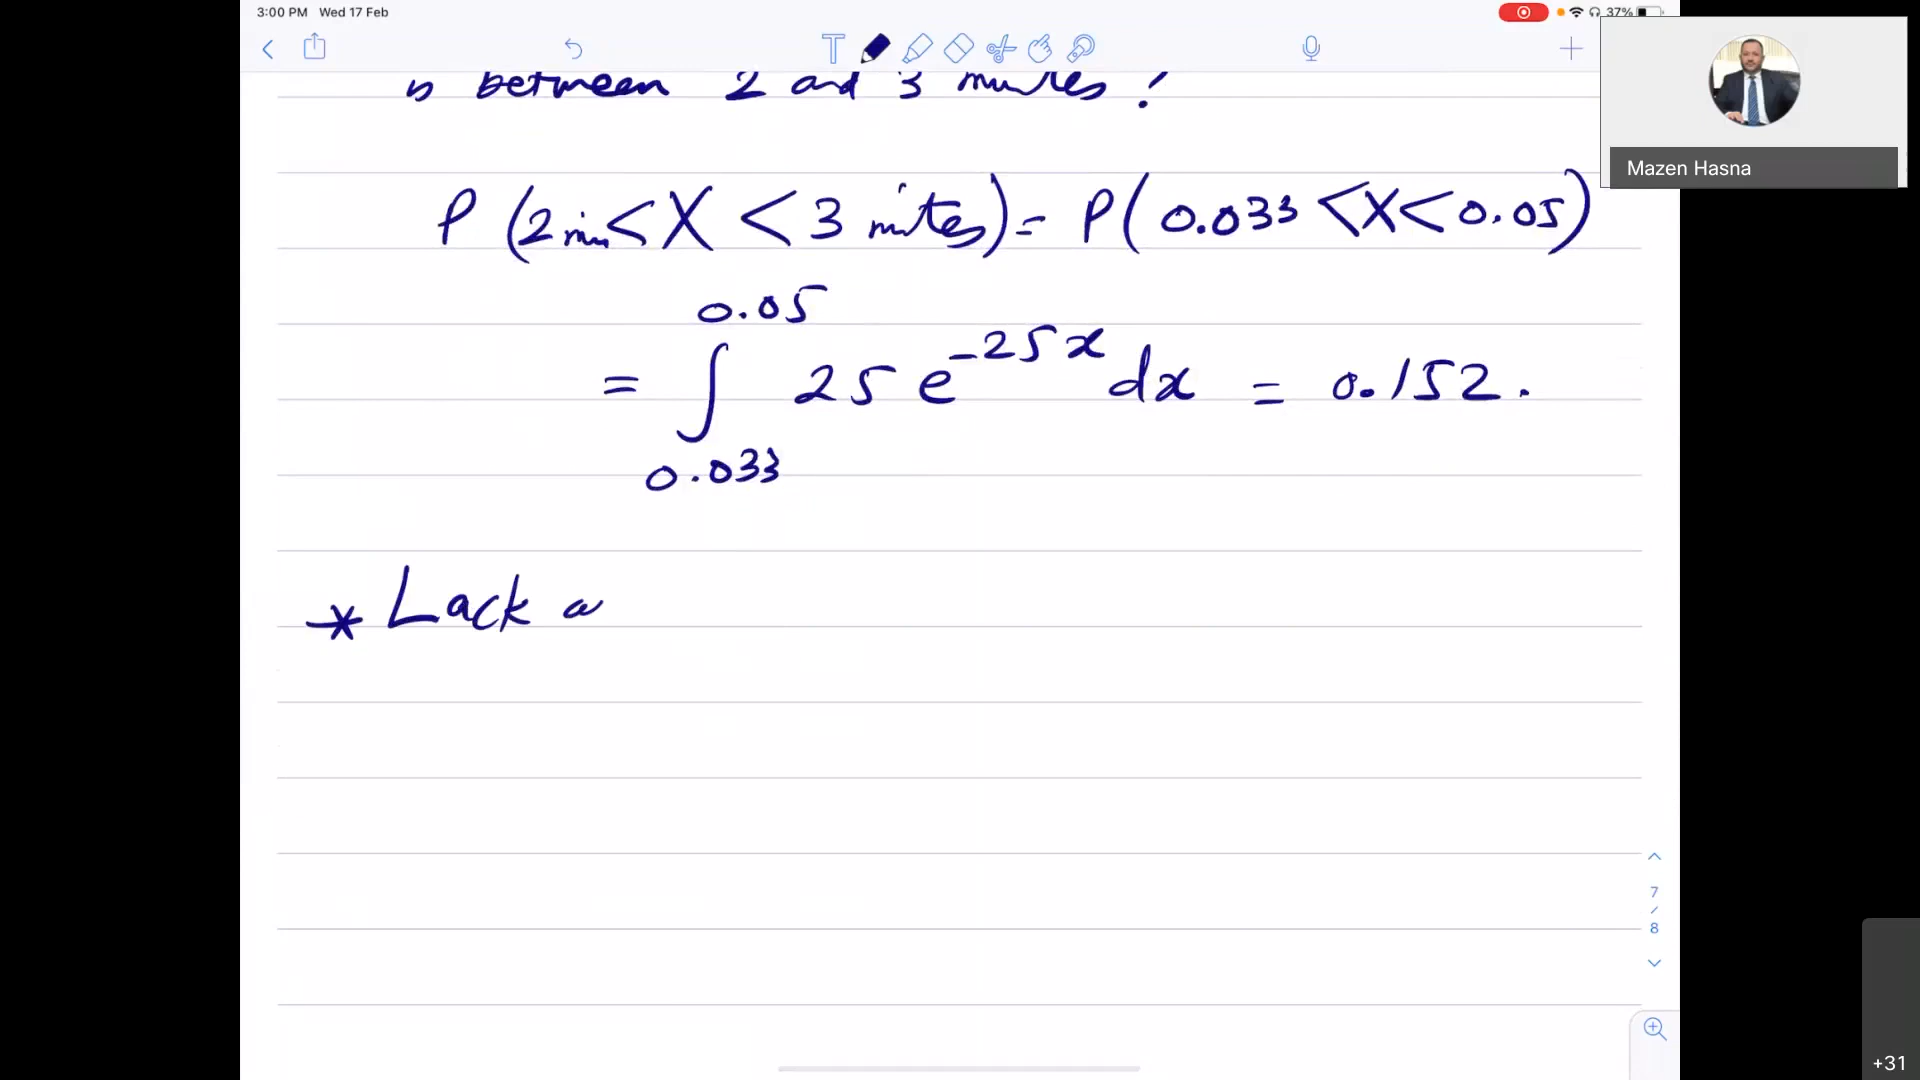 3:00 PM Wed 17 Feb
37%
is between 2 and 3 minutes ?
P (2 min < X < 3 minutes) = P( 0.033 < X < 0.05)
0.05
= ∫ 25 e^{-25x} dx = 0.152.
0.033
* Lack o
T
Mazen Hasna
7
/
8
+31